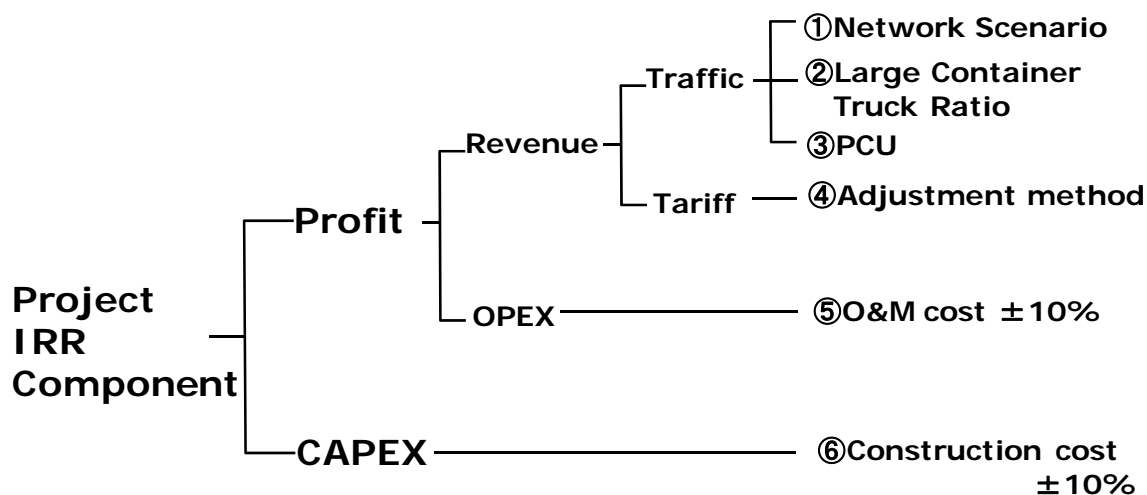 ①Network Scenario
②Large Container
Truck Ratio
③PCU
Traffic
Revenue
Tariff
④Adjustment method
Profit
OPEX
⑤O&M cost ±10%
Project
IRR
Component
CAPEX
⑥Construction cost
±10%